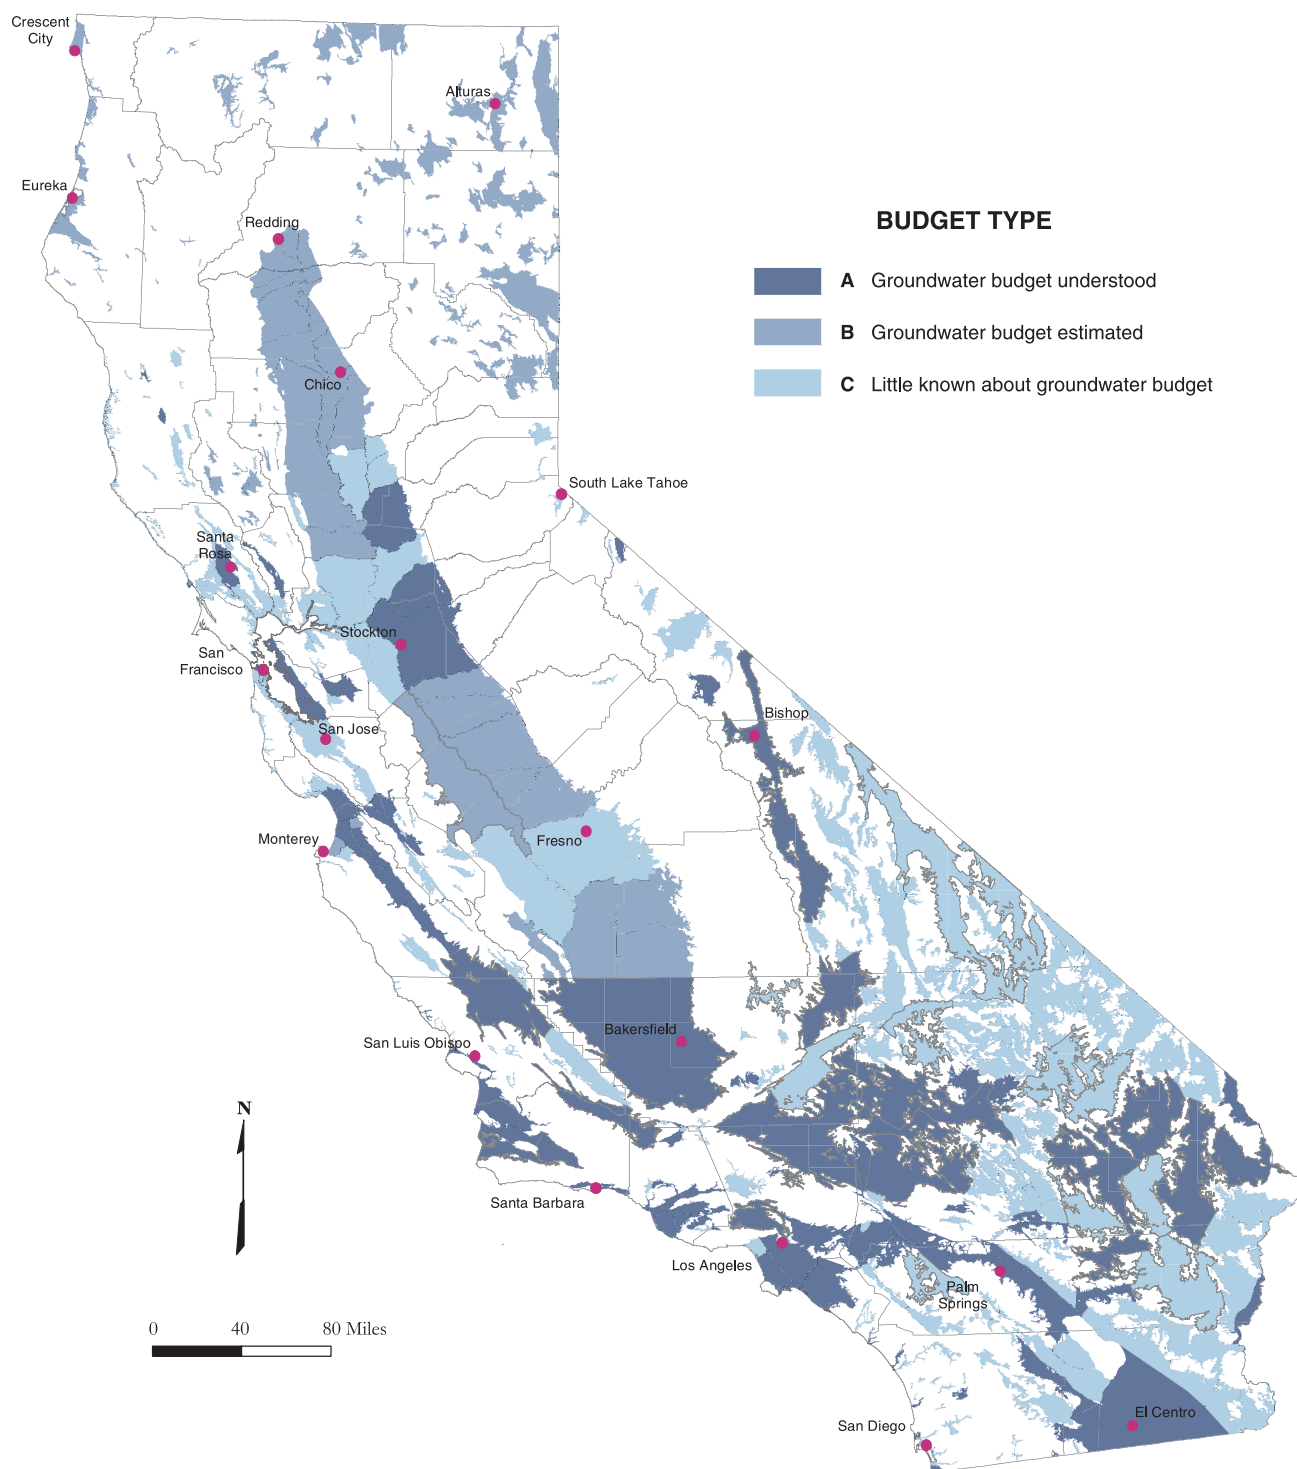 Crescent
City
Alturas
Eureka
Redding
BUDGET TYPE
A Groundwater budget understood
B Groundwater budget estimated
C Little known about groundwater budget
Chico
South Lake Tahoe
Santa
Rosa
Stockton
San
Francisco
Bishop
San Jose
Monterey
Fresno
Bakersfield
San Luis Obispo
N
Santa Barbara
Los Angeles
Palm
Springs
0 40 80 Miles
El Centro
San Diego